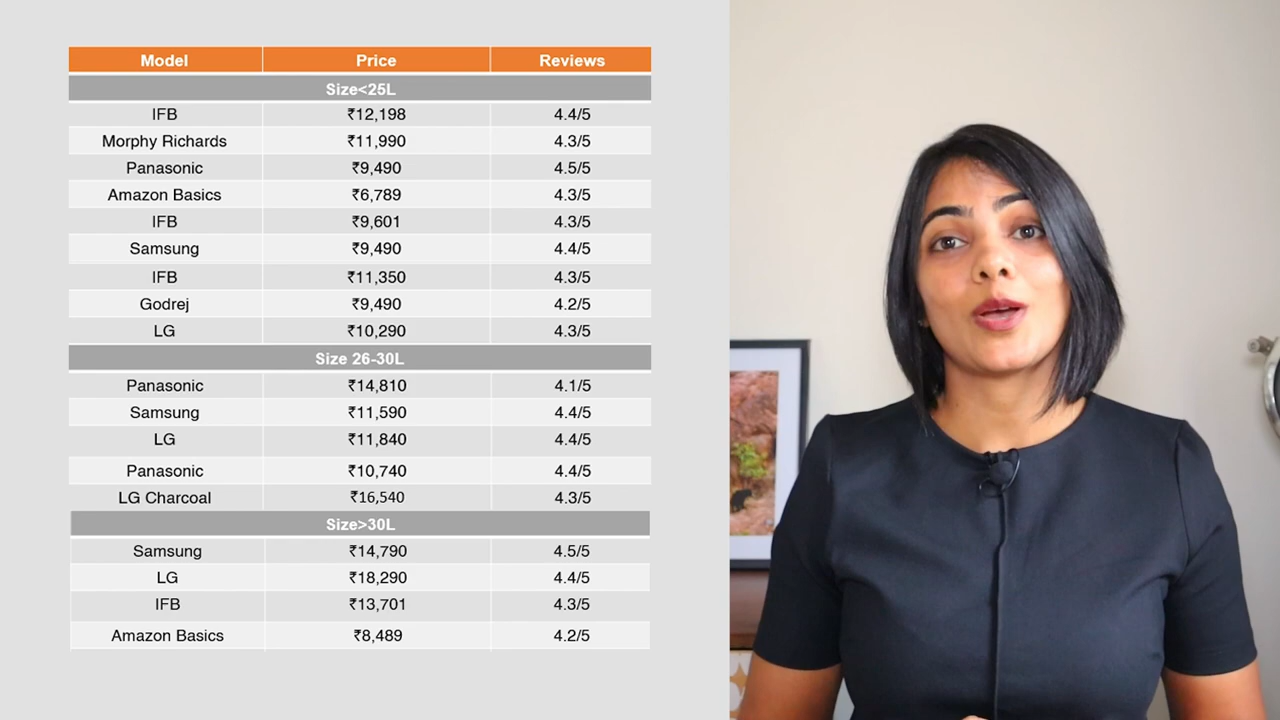 Model Price Reviews
Size<25L
IFB ₹12,198 4.4/5
Morphy Richards ₹11,990 4.3/5
Panasonic ₹9,490 4.5/5
Amazon Basics ₹6,789 4.3/5
IFB ₹9,601 4.3/5
Samsung ₹9,490 4.4/5
IFB ₹11,350 4.3/5
Godrej ₹9,490 4.2/5
LG ₹10,290 4.3/5
Size 26-30L
Panasonic ₹14,810 4.1/5
Samsung ₹11,590 4.4/5
LG ₹11,840 4.4/5
Panasonic ₹10,740 4.4/5
LG Charcoal ₹16,540 4.3/5
Size>30L
Samsung ₹14,790 4.5/5
LG ₹18,290 4.4/5
IFB ₹13,701 4.3/5
Amazon Basics ₹8,489 4.2/5